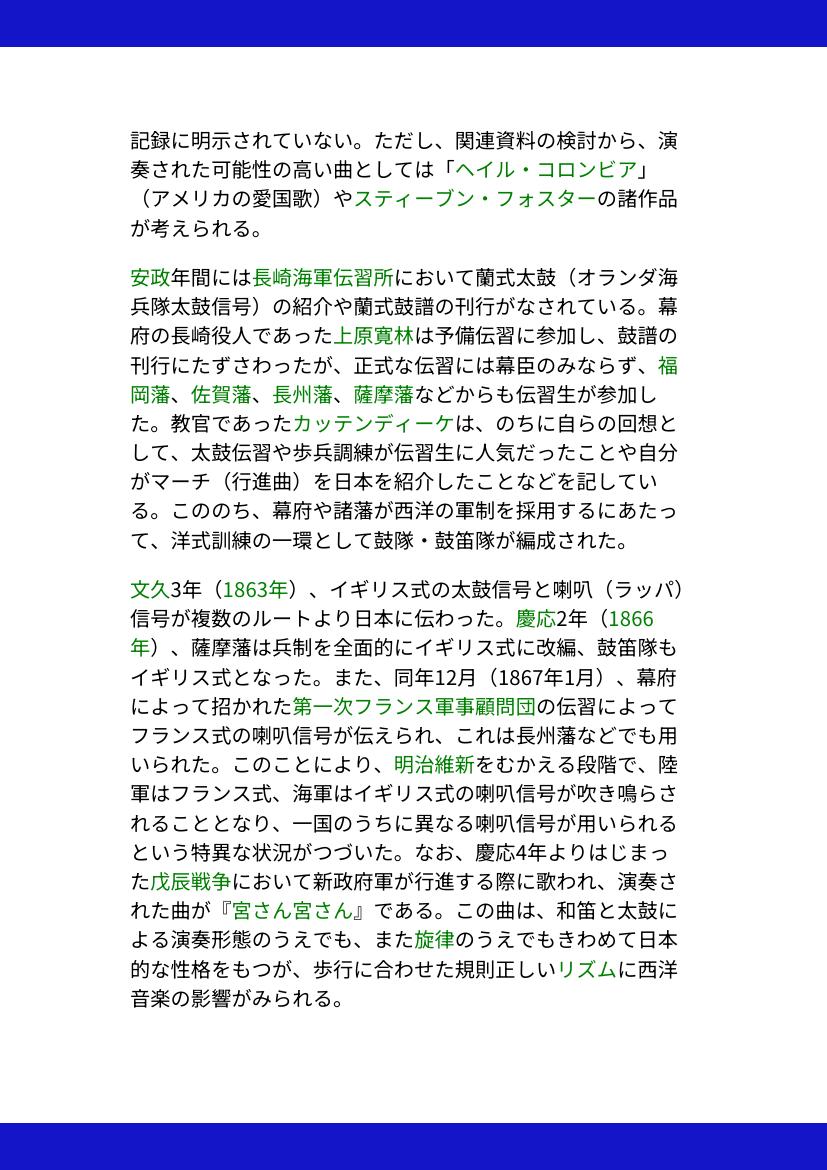 記録に明示されていない。ただし、関連資料の検討から、演
奏された可能性の高い曲としては「ヘイル・コロンビア」
（アメリカの愛国歌）やスティーブン・フォスターの諸作品
が考えられる。
安政年間には長崎海軍伝習所において蘭式太鼓（オランダ海
兵隊太鼓信号）の紹介や蘭式鼓譜の刊行がなされている。幕
府の長崎役人であった上原寛林は予備伝習に参加し、鼓譜の
刊行にたずさわったが、正式な伝習には幕臣のみならず、福
岡藩、佐賀藩、長州藩、薩摩藩などからも伝習生が参加し
た。教官であったカッテンディーケは、のちに自らの回想と
して、太鼓伝習や歩兵調練が伝習生に人気だったことや自分
がマーチ（行進曲）を日本を紹介したことなどを記してい
る。こののち、幕府や諸藩が西洋の軍制を採用するにあたっ
て、洋式訓練の一環として鼓隊・鼓笛隊が編成された。
文久3年（1863年）、イギリス式の太鼓信号と喇叭（ラッパ）
信号が複数のルートより日本に伝わった。慶応2年（1866
年）、薩摩藩は兵制を全面的にイギリス式に改編、鼓笛隊も
イギリス式となった。また、同年12月（1867年1月）、幕府
によって招かれた第一次フランス軍事顧問団の伝習によって
フランス式の喇叭信号が伝えられ、これは長州藩などでも用
いられた。このことにより、明治維新をむかえる段階で、陸
軍はフランス式、海軍はイギリス式の喇叭信号が吹き鳴らさ
れることとなり、一国のうちに異なる喇叭信号が用いられる
という特異な状況がつづいた。なお、慶応4年よりはじまっ
た戊辰戦争において新政府軍が行進する際に歌われ、演奏さ
れた曲が『宮さん宮さん』である。この曲は、和笛と太鼓に
よる演奏形態のうえでも、また旋律のうえでもきわめて日本
的な性格をもつが、歩行に合わせた規則正しいリズムに西洋
音楽の影響がみられる。